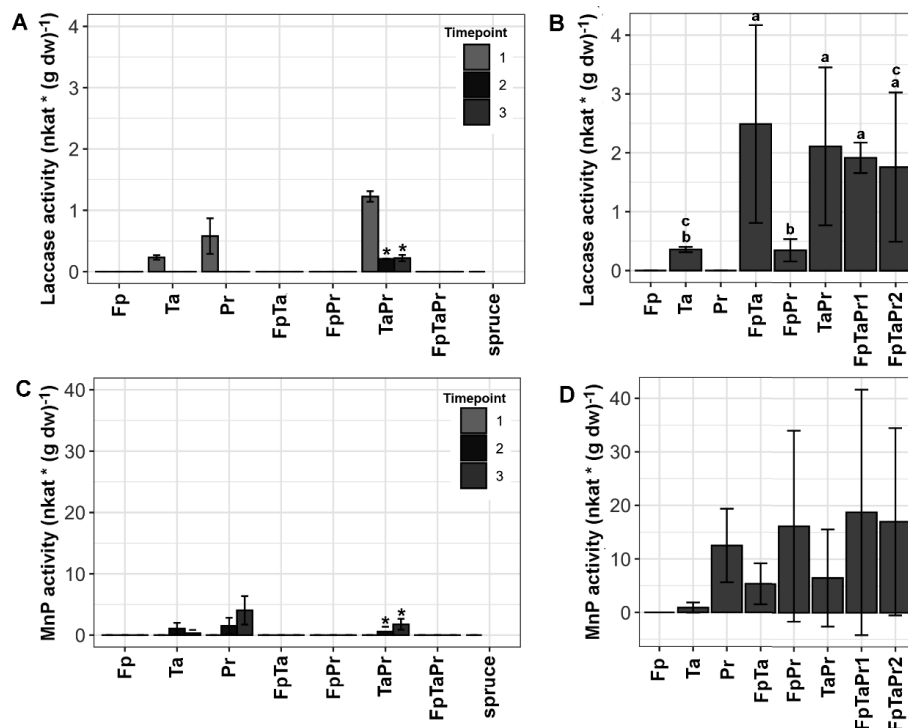 A
Laccase activity (nkat * (g dw)-1)
4
3
2
1
0
Timepoint
1
2
3
* *
Fp Ta Pr FpTa FpPr TaPr FpTaPr spruce
B
Laccase activity (nkat * (g dw)-1)
4
3
2
1
0
c
b
a
b
a
a
c
a
Fp Ta Pr FpTa FpPr TaPr FpTaPr1 FpTaPr2
C
MnP activity (nkat * (g dw)-1)
40
30
20
10
0
Timepoint
1
2
3
* *
Fp Ta Pr FpTa FpPr TaPr FpTaPr spruce
D
MnP activity (nkat * (g dw)-1)
40
30
20
10
0
Fp Ta Pr FpTa FpPr TaPr FpTaPr1 FpTaPr2